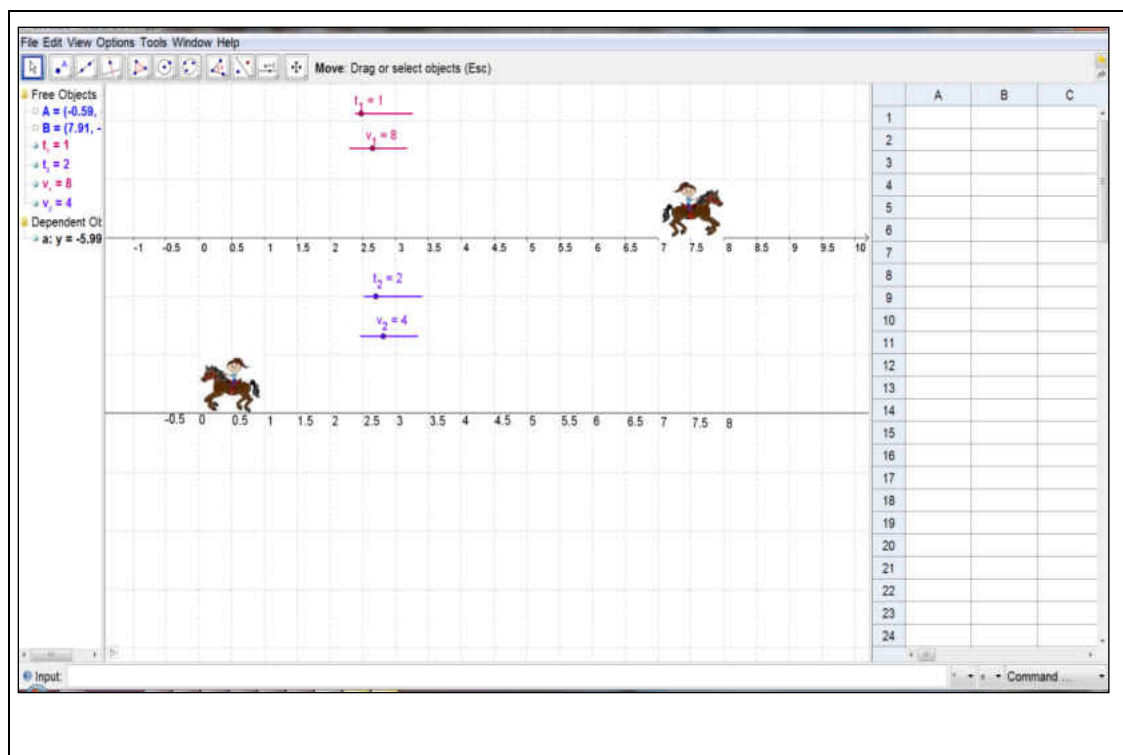 File Edit View Options Tools Window Help
Move: Drag or select objects (Esc)
Free Objects
A = (-0.59,
B = (7.91, -
t₁ = 1
t₂ = 2
v₁ = 8
v₂ = 4
Dependent Ob
a: y = -5.99
t₁ = 1
v₁ = 8
-1 -0.5 0 0.5 1 1.5 2 2.5 3 3.5 4 4.5 5 5.5 6 6.5 7 7.5 8 8.5 9 9.5 10
t₂ = 2
v₂ = 4
-0.5 0 0.5 1 1.5 2 2.5 3 3.5 4 4.5 5 5.5 6 6.5 7 7.5 8
A B C
1
2
3
4
5
6
7
8
9
10
11
12
13
14
15
16
17
18
19
20
21
22
23
24
Input:
Command ...